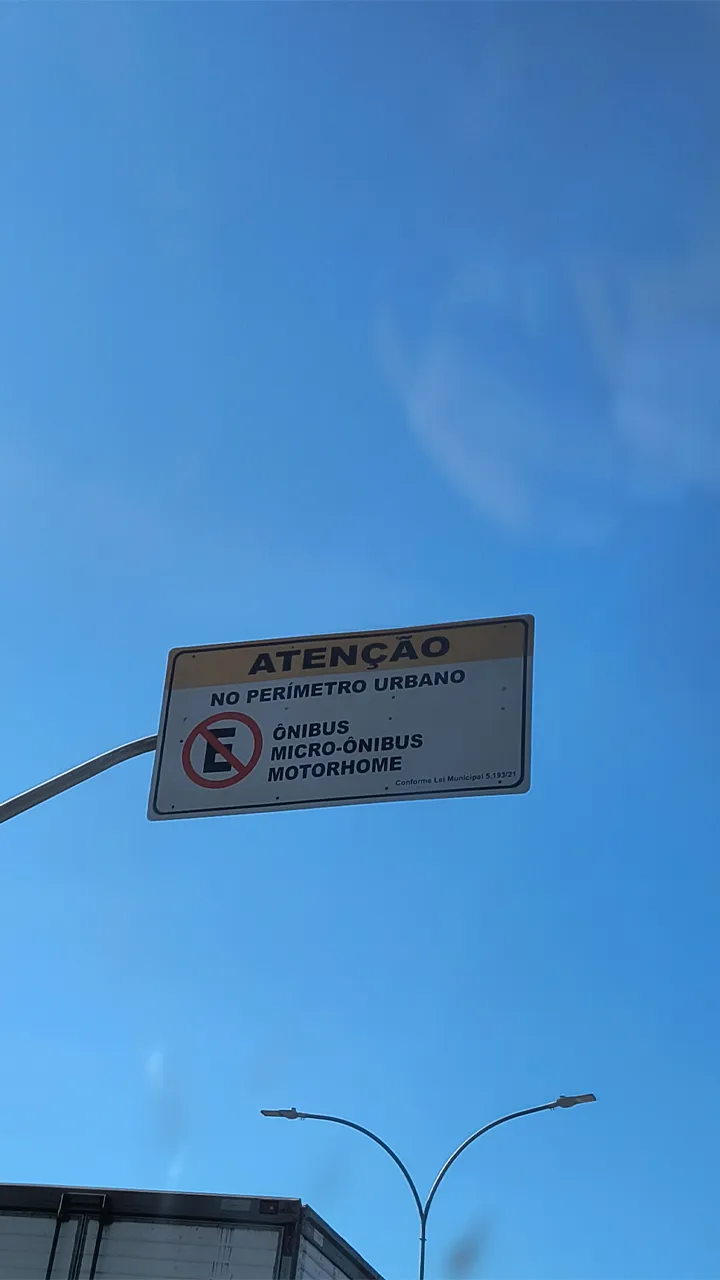 ATENÇÃO
NO PERÍMETRO URBANO
E
ÔNIBUS
MICRO-ÔNIBUS
MOTORHOME
Conforme Lei Municipal 5.193/21